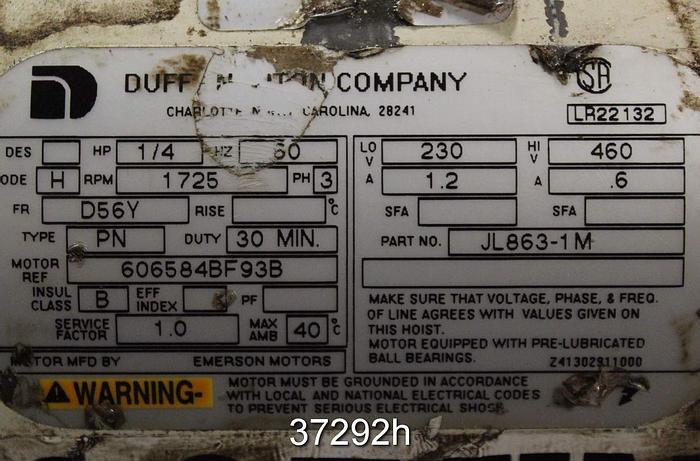 DUFF COMPANY
CAROLINA, 28241
LR22132
DES HP 1/4 HZ 60
ODE H RPM 1725 PH 3
FR D56Y RISE °C
TYPE PN DUTY 30 MIN.
MOTOR REF 606584BF93B
INSUL CLASS B EFF INDEX PF
SERVICE FACTOR 1.0 MAX AMB 40 °C
MOTOR MFD BY EMERSON MOTORS
LO V 230 HI V 460
A 1.2 A .6
SFA SFA
PART NO. JL863-1M
MAKE SURE THAT VOLTAGE, PHASE, & FREQ.
OF LINE AGREES WITH VALUES GIVEN ON
THIS HOIST.
MOTOR EQUIPPED WITH PRE-LUBRICATED
BALL BEARINGS. Z41302911000
WARNING- MOTOR MUST BE GROUNDED IN ACCORDANCE
WITH LOCAL AND NATIONAL ELECTRICAL CODES
TO PREVENT SERIOUS ELECTRICAL SHOCK
37292h